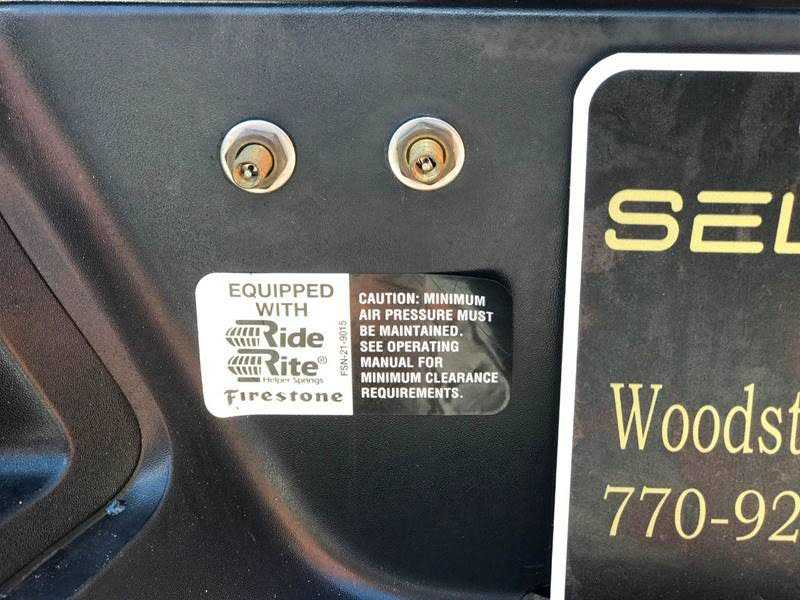 EQUIPPED
WITH
Ride
Rite®
Helper Springs
Firestone
FSN-21-9015
CAUTION: MINIMUM
AIR PRESSURE MUST
BE MAINTAINED.
SEE OPERATING
MANUAL FOR
MINIMUM CLEARANCE
REQUIREMENTS.
SEL
Woodst
770-92